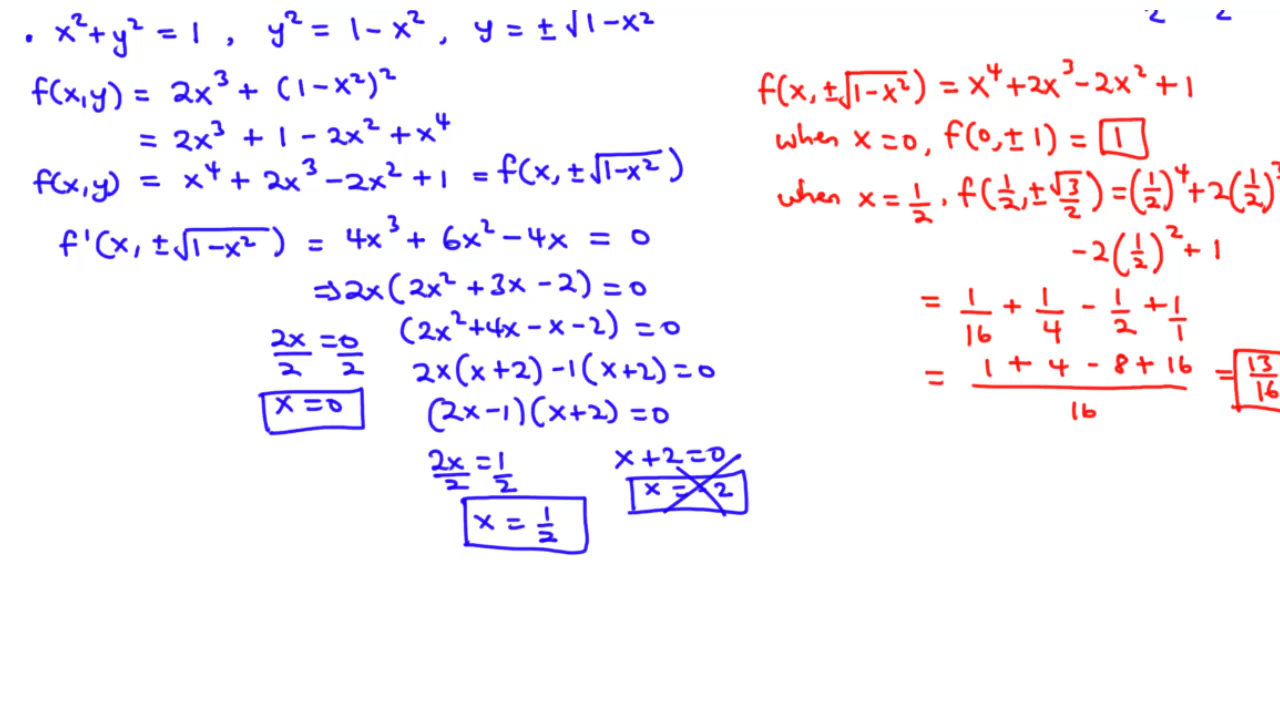 . x²+y² = 1 , y² = 1-x² , y = ±√1-x²
f(x,y) = 2x³ + (1-x²)²
= 2x³ + 1 - 2x² + x⁴
f(x,y) = x⁴ + 2x³ - 2x² + 1 = f(x, ±√1-x²)
f'(x, ±√1-x²) = 4x³ + 6x² - 4x = 0
⇒ 2x(2x² + 3x - 2) = 0
2x/2 = 0/2
x = 0
(2x² + 4x - x - 2) = 0
2x(x+2) - 1(x+2) = 0
(2x-1)(x+2) = 0
2x/2 = 1/2
x = 1/2
x+2 = 0
x = -2
2 2
f(x, ±√1-x²) = x⁴ + 2x³ - 2x² + 1
when x=0, f(0, ±1) = 1
when x = 1/2, f(1/2, ±√3/2) = (1/2)⁴ + 2(1/2)³
-2(1/2)² + 1
= 1/16 + 1/4 - 1/2 + 1/1
= (1 + 4 - 8 + 16)/16 = 13/16